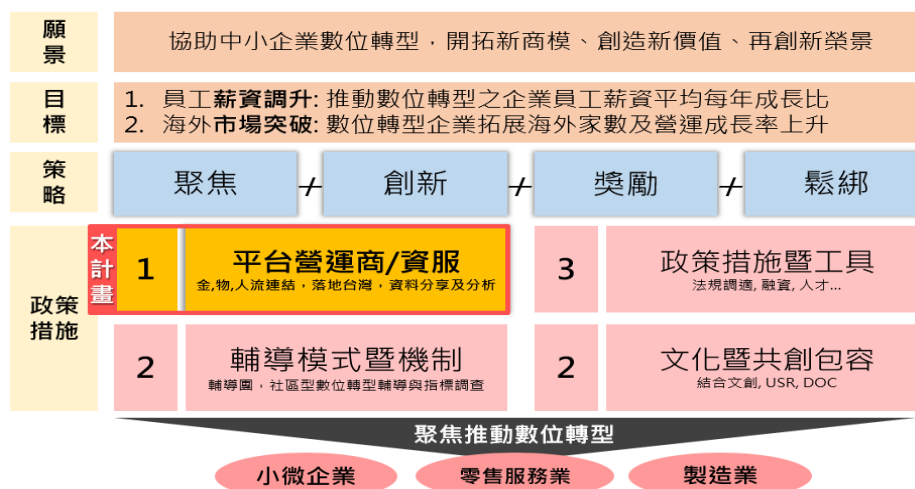 願景
協助中小企業數位轉型，開拓新商模、創造新價值、再創新榮景
目標
1. 員工薪資調升: 推動數位轉型之企業員工薪資平均每年成長比
2. 海外市場突破: 數位轉型企業拓展海外家數及營運成長率上升
策略
聚焦 + 創新 + 獎勵 + 鬆綁
政策措施
本計畫
1
平台營運商/資服
金,物,人流連結，落地台灣，資料分享及分析
3
政策措施暨工具
法規調適, 融資, 人才...
2
輔導模式暨機制
輔導團，社區型數位轉型輔導與指標調查
2
文化暨共創包容
結合文創, USR, DOC
聚焦推動數位轉型
小微企業
零售服務業
製造業